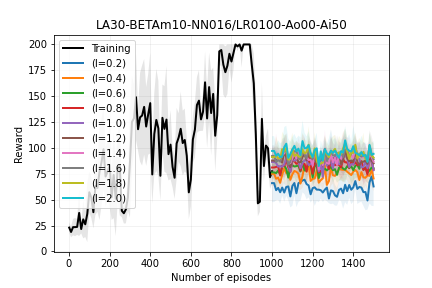 LA30-BETAm10-NN016/LR0100-Ao00-Ai50
Reward
200
175
150
125
100
75
50
25
0
Training
(l=0.2)
(l=0.4)
(l=0.6)
(l=0.8)
(l=1.0)
(l=1.2)
(l=1.4)
(l=1.6)
(l=1.8)
(l=2.0)
0 200 400 600 800 1000 1200 1400
Number of episodes